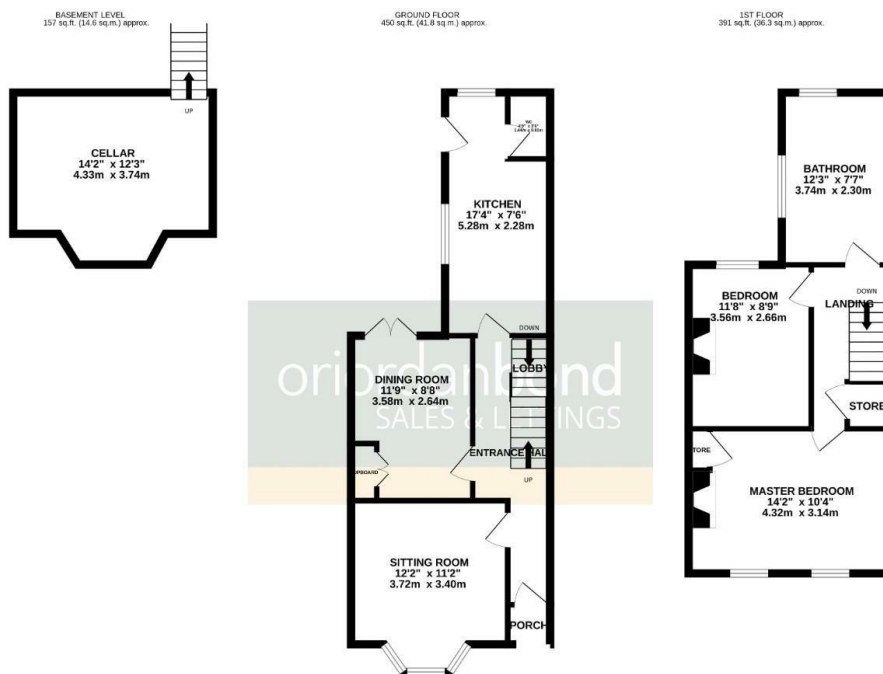 BASEMENT LEVEL
157 sq.ft. (14.6 sq.m.) approx.
UP
CELLAR
14'2" x 12'3"
4.33m x 3.74m
GROUND FLOOR
450 sq.ft. (41.8 sq.m.) approx.
WC
KITCHEN
17'4" x 7'6"
5.28m x 2.28m
DOWN
LOBBY
DINING ROOM
11'9" x 8'8"
3.58m x 2.64m
oriordanbond
SALES & LETTINGS
ENTRANCE HALL
UPBOARD
UP
SITTING ROOM
12'2" x 11'2"
3.72m x 3.40m
PORCH
1ST FLOOR
391 sq.ft. (36.3 sq.m.) approx.
BATHROOM
12'3" x 7'7"
3.74m x 2.30m
BEDROOM
11'8" x 8'9"
3.56m x 2.66m
DOWN
LANDING
STORE
TORE
MASTER BEDROOM
14'2" x 10'4"
4.32m x 3.14m